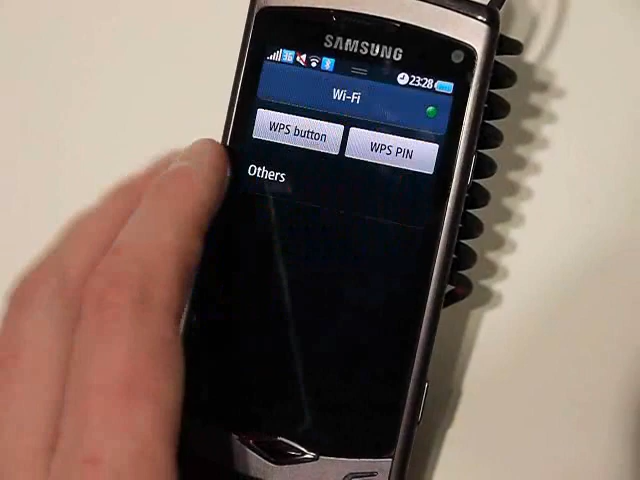 SAMSUNG
3G 23:28
Wi-Fi
WPS button WPS PIN
Others